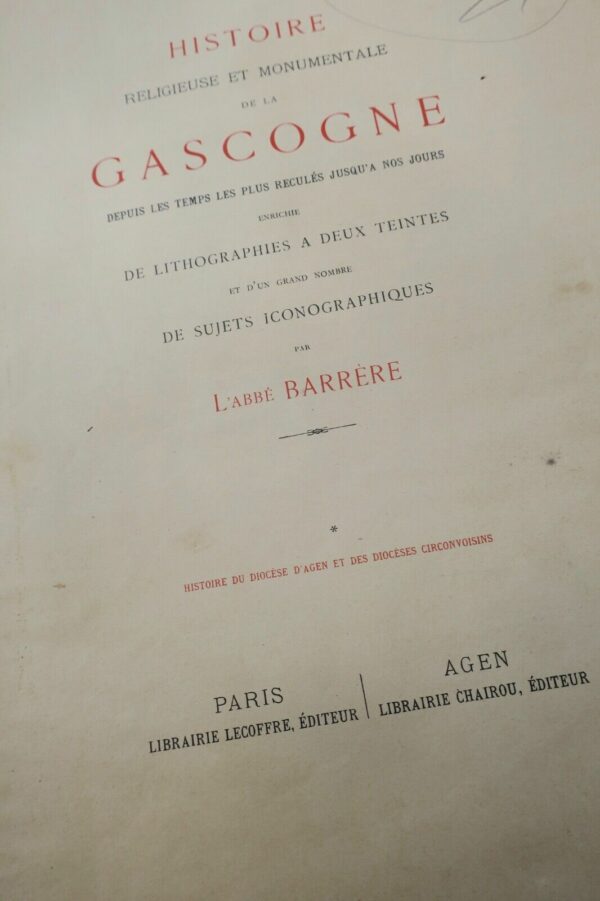 HISTOIRE
RELIGIEUSE ET MONUMENTALE
DE LA
GASCOGNE
DEPUIS LES TEMPS LES PLUS RECULÉS JUSQU'A NOS JOURS
ENRICHIE
DE LITHOGRAPHIES A DEUX TEINTES
ET D'UN GRAND NOMBRE
DE SUJETS ICONOGRAPHIQUES
PAR
L'ABBÉ BARRÈRE
*
HISTOIRE DU DIOCÈSE D'AGEN ET DES DIOCÈSES CIRCONVOISINS
PARIS
LIBRAIRIE LECOFFRE, ÉDITEUR
AGEN
LIBRAIRIE CHAIROU, ÉDITEUR